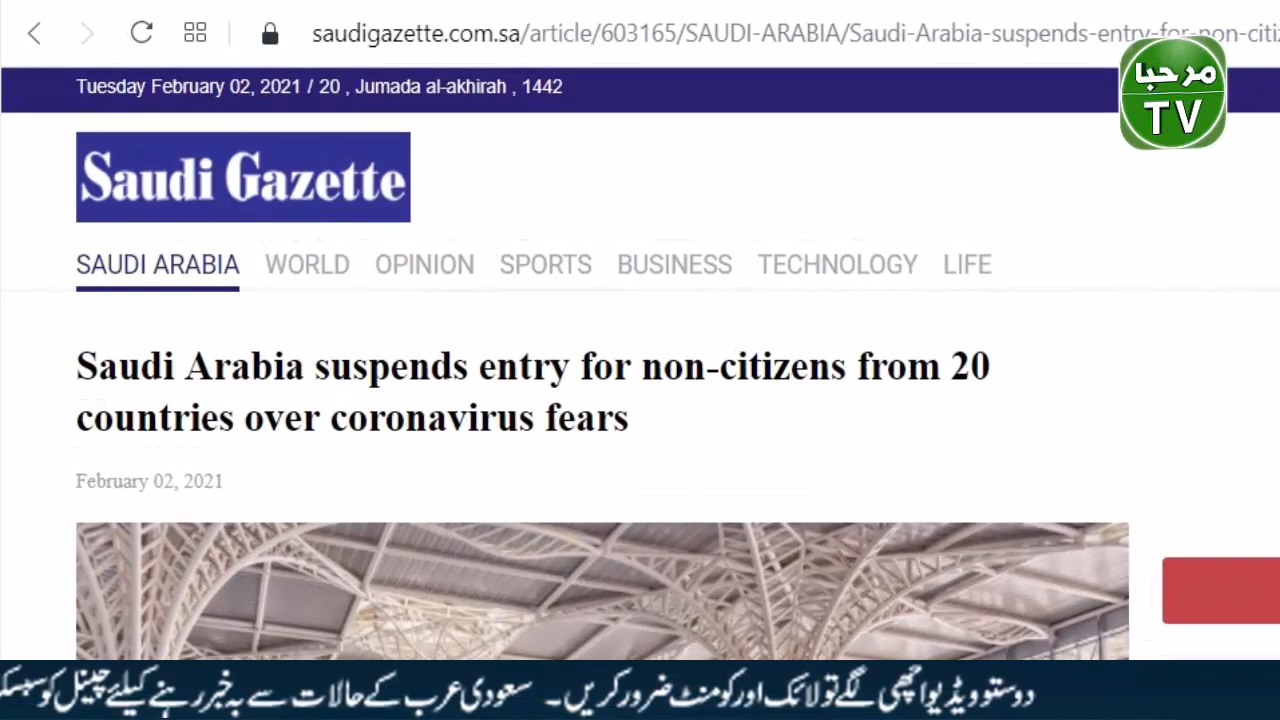 saudigazette.com.sa/article/603165/SAUDI-ARABIA/Saudi-Arabia-suspends-entry-for-non-citiz
Tuesday February 02, 2021 / 20 , Jumada al-akhirah , 1442
مرحبا
TV
Saudi Gazette
SAUDI ARABIA WORLD OPINION SPORTS BUSINESS TECHNOLOGY LIFE
Saudi Arabia suspends entry for non-citizens from 20
countries over coronavirus fears
February 02, 2021
دوستو ویڈیو اچھی لگے تو لائک اور کومنٹ ضرور کریں۔ سعودی عرب کے حالات سے بہ خبر رہنے کیلئے چینل کو